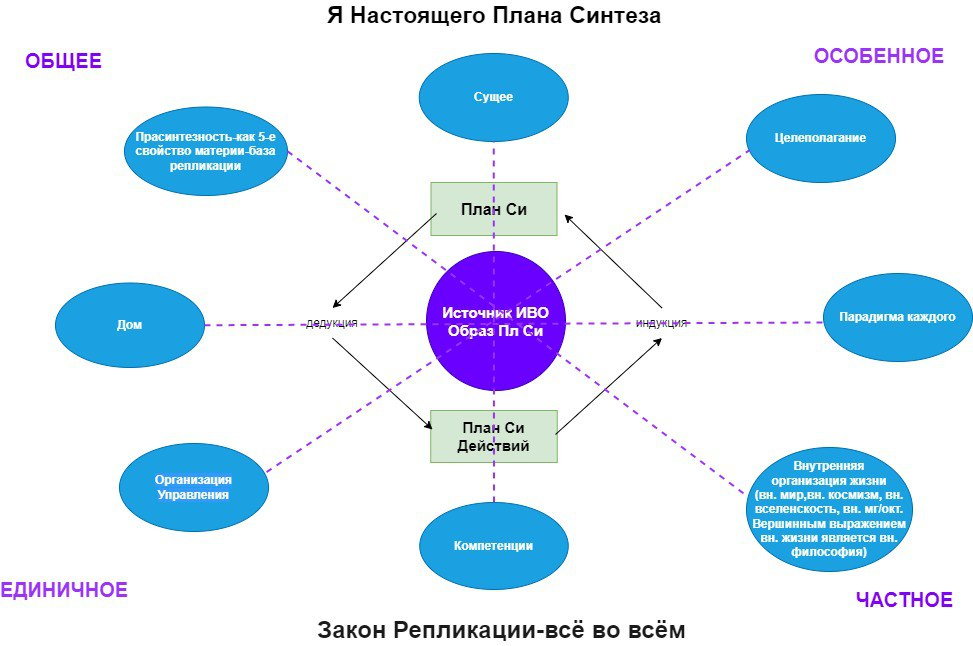 Я Настоящего Плана Синтеза
ОБЩЕЕ
ОСОБЕННОЕ
Сущее
Прасинтезность-как 5-е
свойство материи-база
репликации
Целеполагание
План Си
Источник ИВО
Образ Пл Си
Дом
дедукция
индукция
Парадигма каждого
План Си
Действий
Организация
Управления
Внутренняя
организация жизни
(вн. мир,вн. космизм, вн.
вселенскость, вн. мг/окт.
Вершинным выражением
вн. жизни является вн.
философия)
Компетенции
ЕДИНИЧНОЕ
ЧАСТНОЕ
Закон Репликации-всё во всём